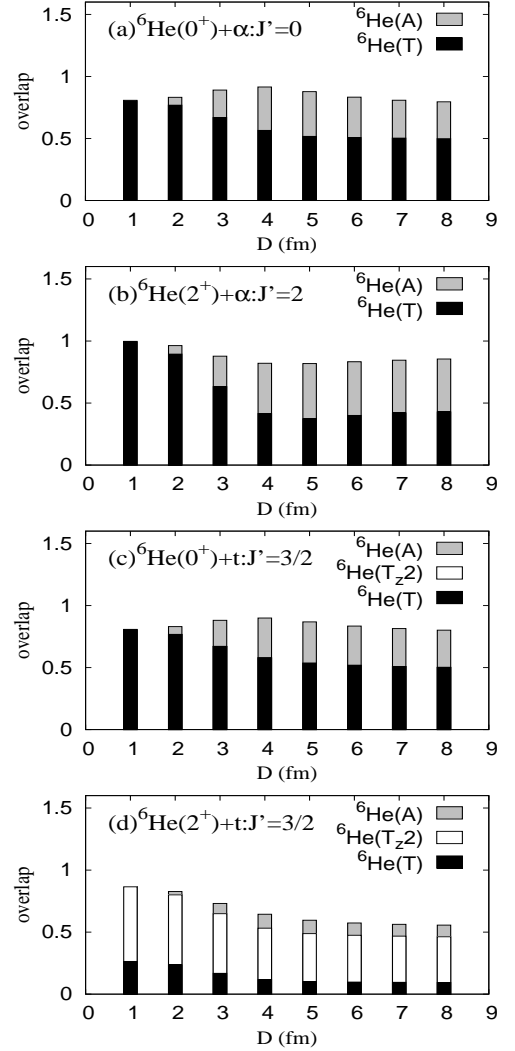 (a)⁶He(0⁺)+α:J'=0
⁶He(A)
⁶He(T)
overlap
1.5
1
0.5
0
0 1 2 3 4 5 6 7 8 9
D (fm)
(b)⁶He(2⁺)+α:J'=2
⁶He(A)
⁶He(T)
overlap
1.5
1
0.5
0
0 1 2 3 4 5 6 7 8 9
D (fm)
(c)⁶He(0⁺)+t:J'=3/2
⁶He(A)
⁶He(T_z2)
⁶He(T)
overlap
1.5
1
0.5
0
0 1 2 3 4 5 6 7 8 9
D (fm)
(d)⁶He(2⁺)+t:J'=3/2
⁶He(A)
⁶He(T_z2)
⁶He(T)
overlap
1.5
1
0.5
0
0 1 2 3 4 5 6 7 8 9
D (fm)